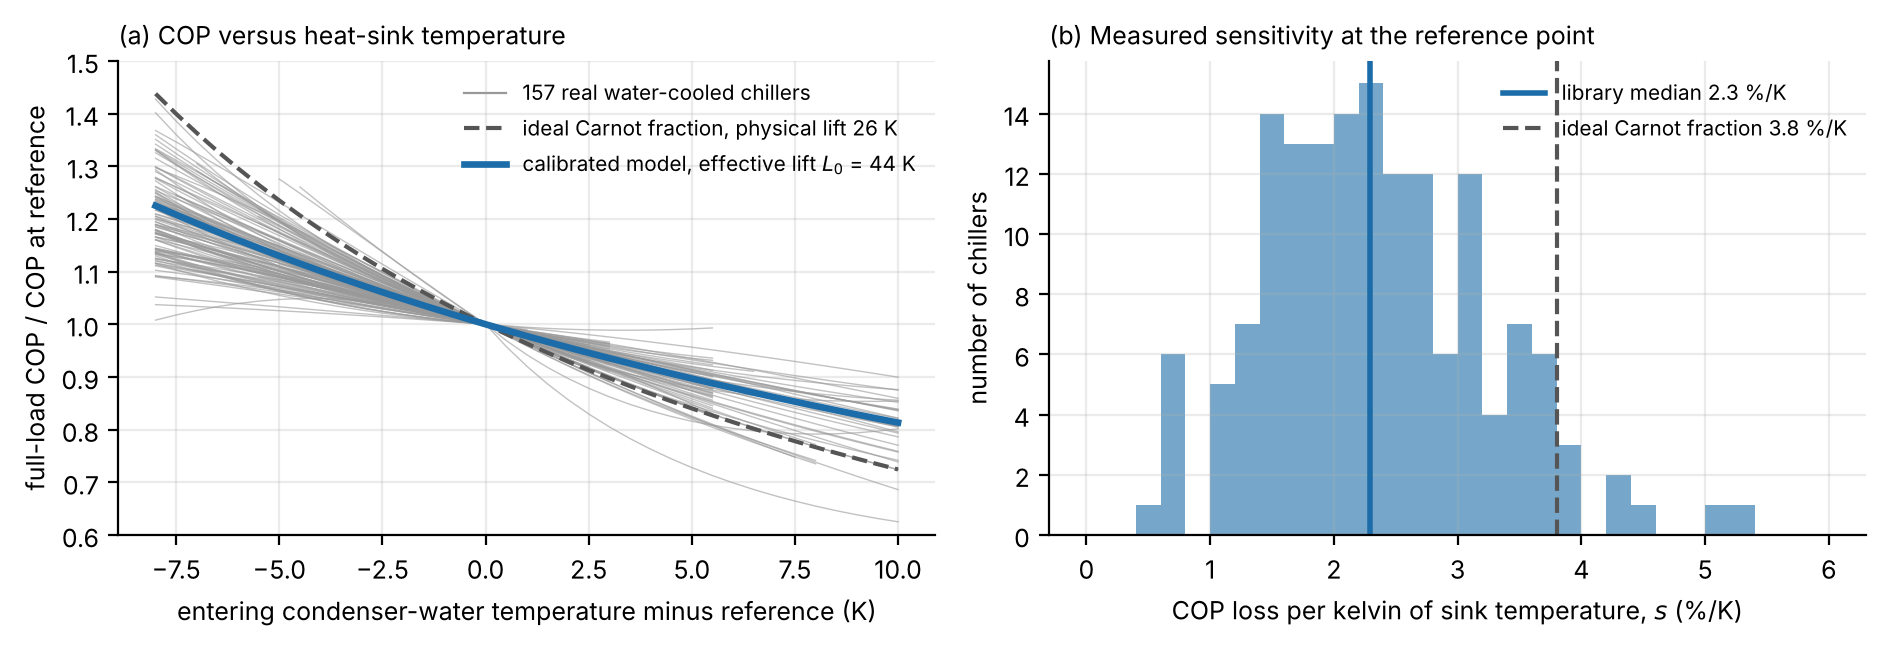 (a) COP versus heat-sink temperature
full-load COP / COP at reference
1.5
1.4
1.3
1.2
1.1
1.0
0.9
0.8
0.7
0.6
157 real water-cooled chillers
ideal Carnot fraction, physical lift 26 K
calibrated model, effective lift L₀ = 44 K
−7.5 −5.0 −2.5 0.0 2.5 5.0 7.5 10.0
entering condenser-water temperature minus reference (K)
(b) Measured sensitivity at the reference point
number of chillers
14
12
10
8
6
4
2
0
library median 2.3 %/K
ideal Carnot fraction 3.8 %/K
0 1 2 3 4 5 6
COP loss per kelvin of sink temperature, s (%/K)